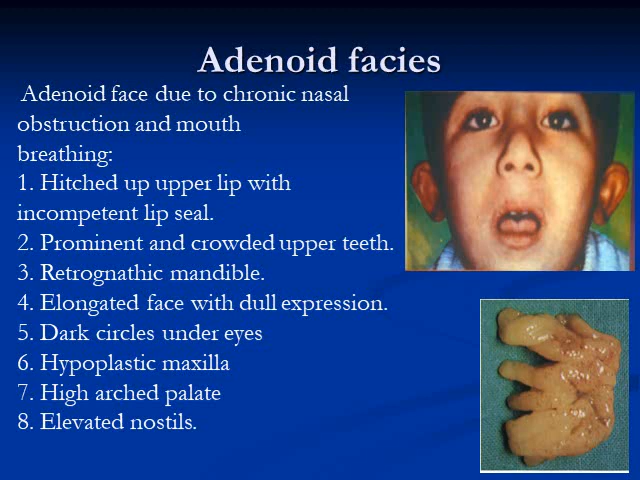 Adenoid facies
Adenoid face due to chronic nasal
obstruction and mouth
breathing:
1. Hitched up upper lip with
incompetent lip seal.
2. Prominent and crowded upper teeth.
3. Retrognathic mandible.
4. Elongated face with dull expression.
5. Dark circles under eyes
6. Hypoplastic maxilla
7. High arched palate
8. Elevated nostils.